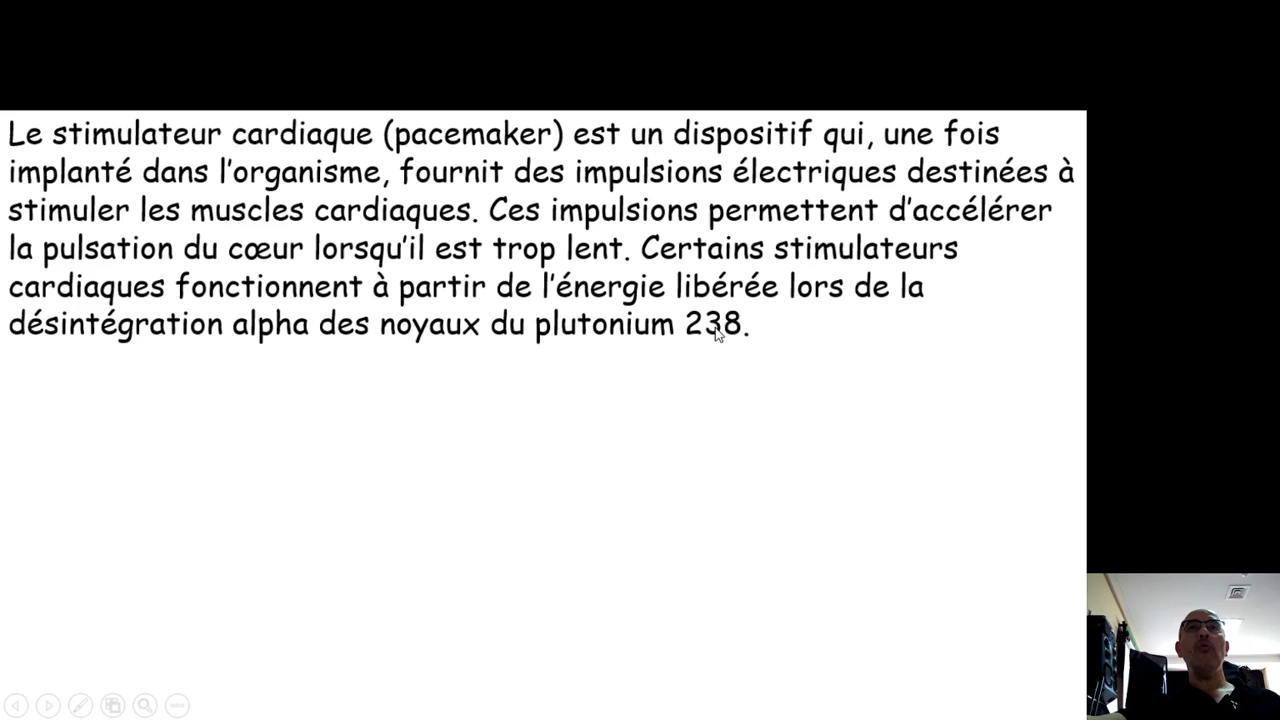 Le stimulateur cardiaque (pacemaker) est un dispositif qui, une fois
implanté dans l'organisme, fournit des impulsions électriques destinées à
stimuler les muscles cardiaques. Ces impulsions permettent d'accélérer
la pulsation du cœur lorsqu'il est trop lent. Certains stimulateurs
cardiaques fonctionnent à partir de l'énergie libérée lors de la
désintégration alpha des noyaux du plutonium 238.